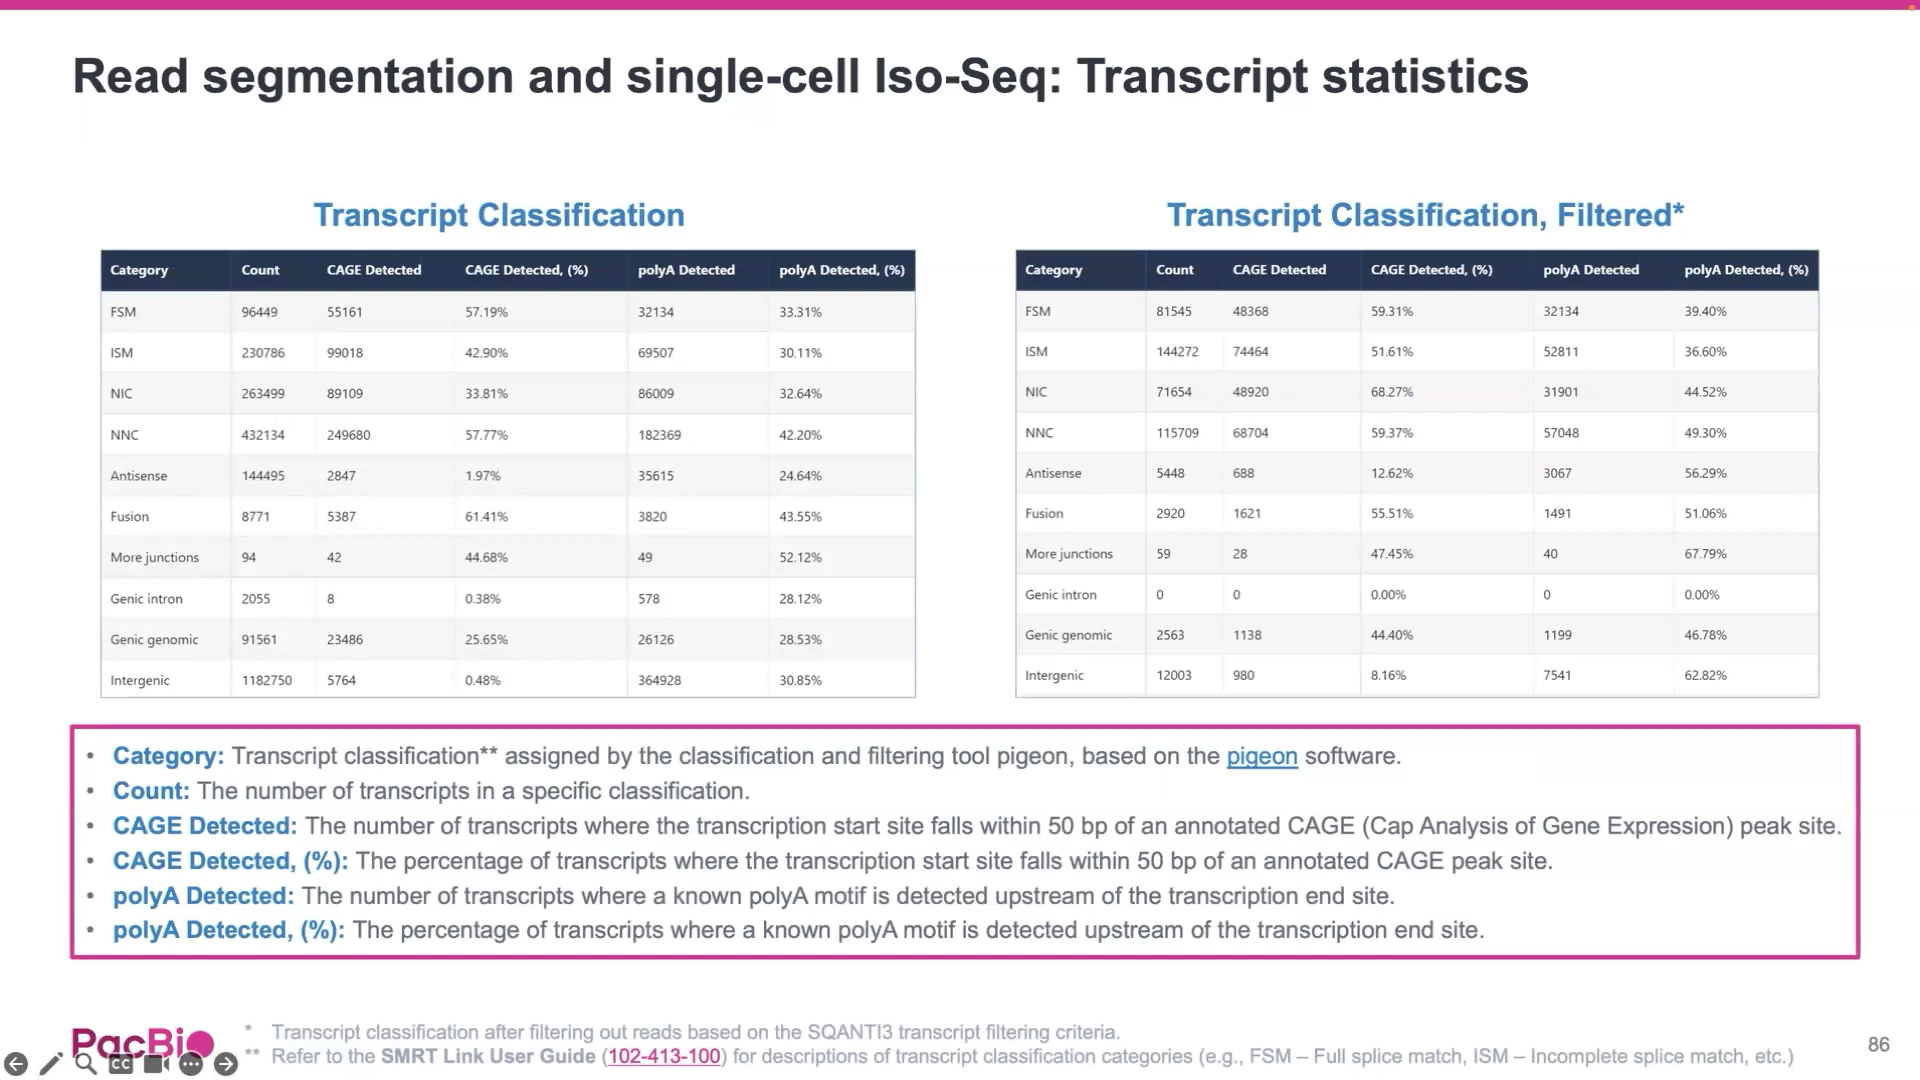 Read segmentation and single-cell Iso-Seq: Transcript statistics
Transcript Classification
Category Count CAGE Detected CAGE Detected, (%) polyA Detected polyA Detected, (%)
FSM 96449 55161 57.19% 32134 33.31%
ISM 230786 99018 42.90% 69507 30.11%
NIC 263499 89109 33.81% 86009 32.64%
NNC 432134 249680 57.77% 182369 42.20%
Antisense 144495 2847 1.97% 35615 24.64%
Fusion 8771 5387 61.41% 3820 43.55%
More junctions 94 42 44.68% 49 52.12%
Genic intron 2055 8 0.38% 578 28.12%
Genic genomic 91561 23486 25.65% 26126 28.53%
Intergenic 1182750 5764 0.48% 364928 30.85%
Transcript Classification, Filtered*
Category Count CAGE Detected CAGE Detected, (%) polyA Detected polyA Detected, (%)
FSM 81545 48368 59.31% 32134 39.40%
ISM 144272 74464 51.61% 52811 36.60%
NIC 71654 48920 68.27% 31901 44.52%
NNC 115709 68704 59.37% 57048 49.30%
Antisense 5448 688 12.62% 3067 56.29%
Fusion 2920 1621 55.51% 1491 51.06%
More junctions 59 28 47.45% 40 67.79%
Genic intron 0 0 0.00% 0 0.00%
Genic genomic 2563 1138 44.40% 1199 46.78%
Intergenic 12003 980 8.16% 7541 62.82%
• Category: Transcript classification** assigned by the classification and filtering tool pigeon, based on the pigeon software.
• Count: The number of transcripts in a specific classification.
• CAGE Detected: The number of transcripts where the transcription start site falls within 50 bp of an annotated CAGE (Cap Analysis of Gene Expression) peak site.
• CAGE Detected, (%): The percentage of transcripts where the transcription start site falls within 50 bp of an annotated CAGE peak site.
• polyA Detected: The number of transcripts where a known polyA motif is detected upstream of the transcription end site.
• polyA Detected, (%): The percentage of transcripts where a known polyA motif is detected upstream of the transcription end site.
PacBio
CC
* Transcript classification after filtering out reads based on the SQANTI3 transcript filtering criteria.
** Refer to the SMRT Link User Guide (102-413-100) for descriptions of transcript classification categories (e.g., FSM – Full splice match, ISM – Incomplete splice match, etc.)
86